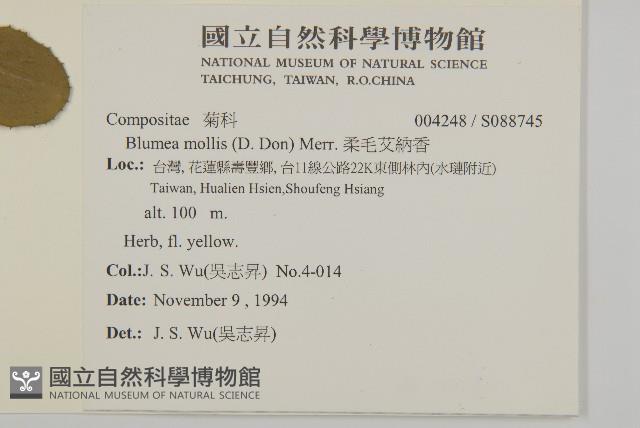 國立自然科學博物館
NATIONAL MUSEUM OF NATURAL SCIENCE
TAICHUNG, TAIWAN, R.O.CHINA
Compositae 菊科 004248 / S088745
Blumea mollis (D. Don) Merr. 柔毛艾納香
Loc.: 台灣, 花蓮縣壽豐鄉, 台11線公路22K東側林內(水璉附近)
Taiwan, Hualien Hsien,Shoufeng Hsiang
alt. 100 m.
Herb, fl. yellow.
Col.:J. S. Wu(吳志昇) No.4-014
Date: November 9 , 1994
Det.: J. S. Wu(吳志昇)
國立自然科學博物館
NATIONAL MUSEUM OF NATURAL SCIENCE